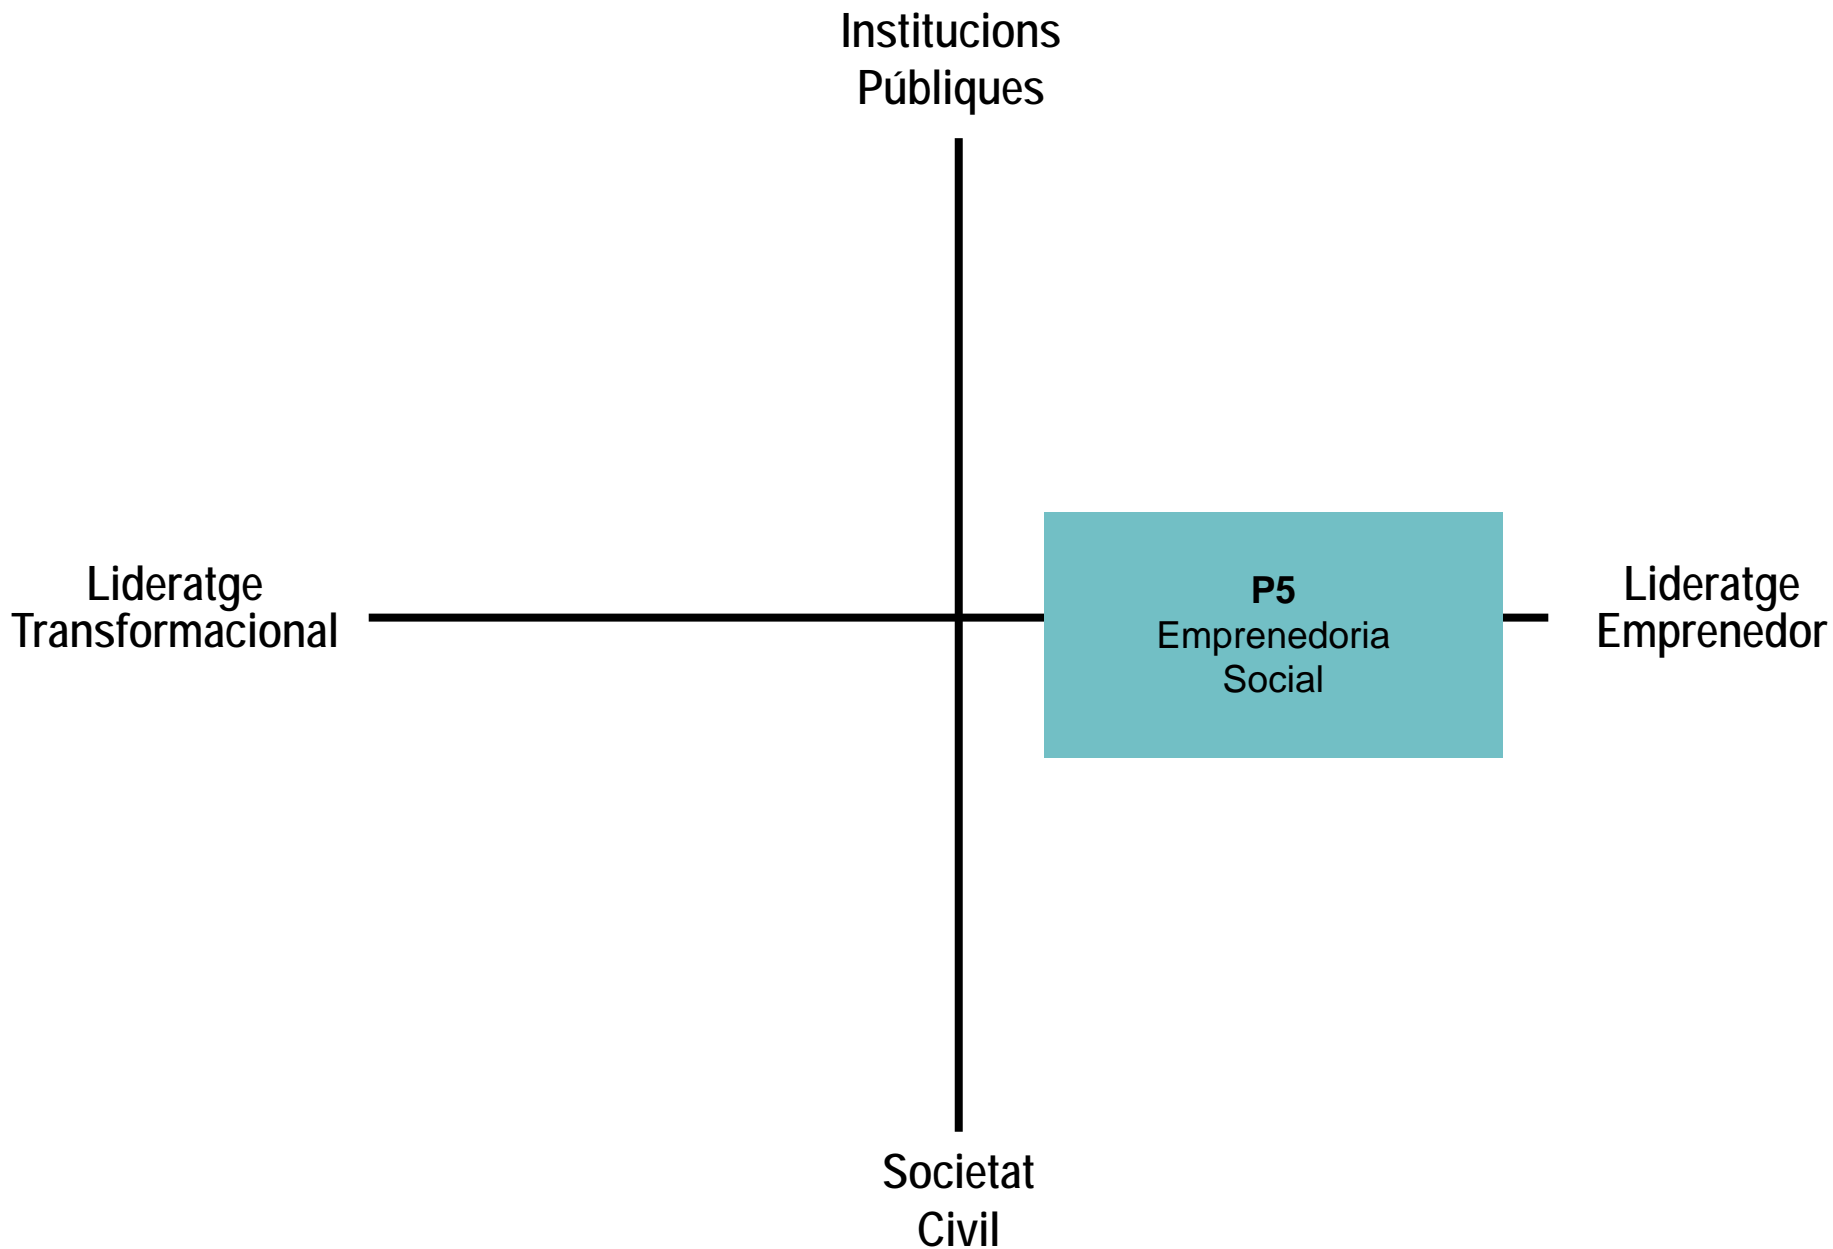 Institucions
Públiques
Lideratge
Transformacional
P5
Emprenedoria
Social
Lideratge
Emprenedor
Societat
Civil